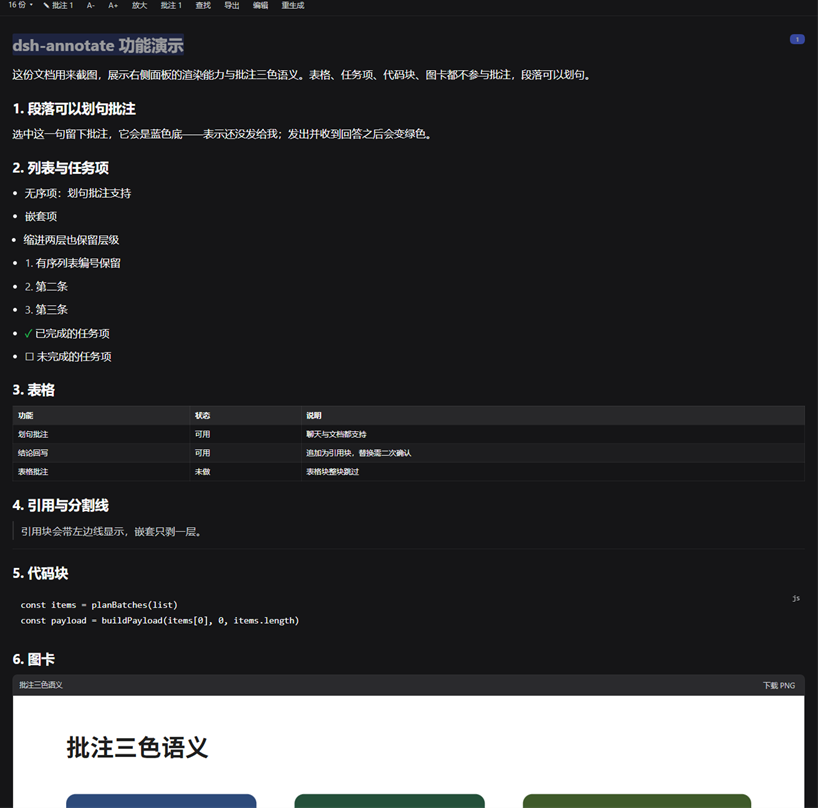 16 份 批注 1 A- A+ 放大 批注 1 查找 导出 编辑 重生成
dsh-annotate 功能演示
1
这份文档用来截图，展示右侧面板的渲染能力与批注三色语义。表格、任务项、代码块、图卡都不参与批注，段落可以划句。
1. 段落可以划句批注
选中这一句留下批注，它会是蓝色底——表示还没发给我；发出并收到回答之后会变绿色。
2. 列表与任务项
• 无序项：划句批注支持
• 嵌套项
• 缩进两层也保留层级
• 1. 有序列表编号保留
• 2. 第二条
• 3. 第三条
• ✓ 已完成的任务项
• ☐ 未完成的任务项
3. 表格
功能 状态 说明
划句批注 可用 聊天与文档都支持
结论回写 可用 追加为引用块，替换需二次确认
表格批注 未做 表格块整块跳过
4. 引用与分割线
引用块会带左边线显示，嵌套只剥一层。
5. 代码块
js
const items = planBatches(list)
const payload = buildPayload(items[0], 0, items.length)
6. 图卡
批注三色语义 下载 PNG
批注三色语义